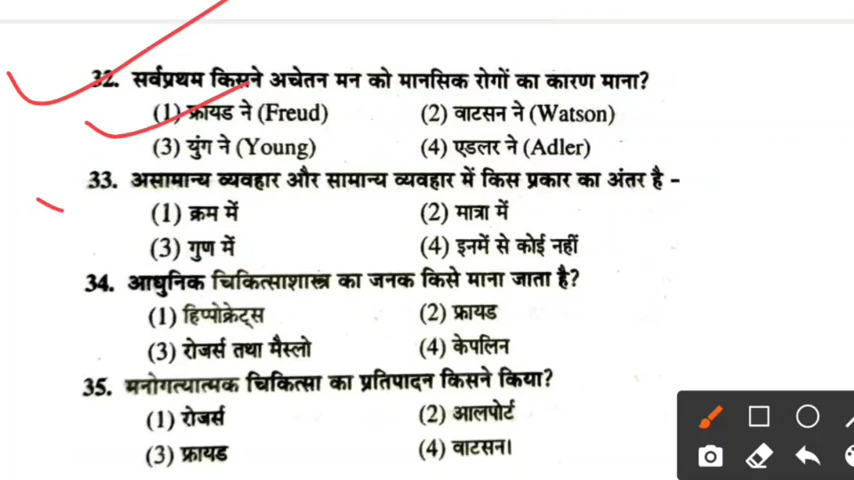 32. सर्वप्रथम किसने अचेतन मन को मानसिक रोगों का कारण माना?
(1) फ्रायड ने (Freud) (2) वाटसन ने (Watson)
(3) युंग ने (Young) (4) एडलर ने (Adler)
33. असामान्य व्यवहार और सामान्य व्यवहार में किस प्रकार का अंतर है -
(1) क्रम में (2) मात्रा में
(3) गुण में (4) इनमें से कोई नहीं
34. आधुनिक चिकित्साशास्त्र का जनक किसे माना जाता है?
(1) हिप्पोक्रेट्स (2) फ्रायड
(3) रोजर्स तथा मैस्लो (4) केपलिन
35. मनोगत्यात्मक चिकित्सा का प्रतिपादन किसने किया?
(1) रोजर्स (2) आलपोर्ट
(3) फ्रायड (4) वाटसन।